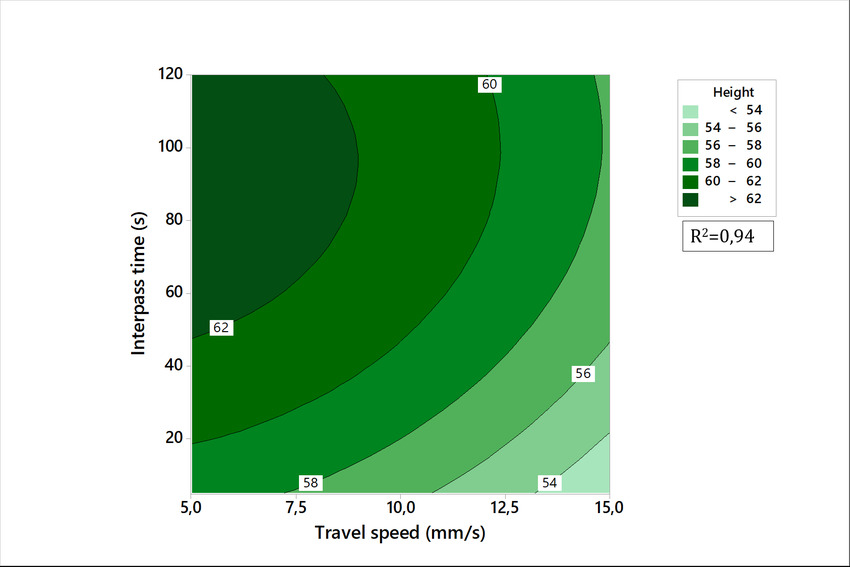 Height
< 54
54 – 56
56 – 58
58 – 60
60 – 62
> 62
R²=0,94
120
100
80
60
40
20
Interpass time (s)
60
62
56
58
54
5,0 7,5 10,0 12,5 15,0
Travel speed (mm/s)